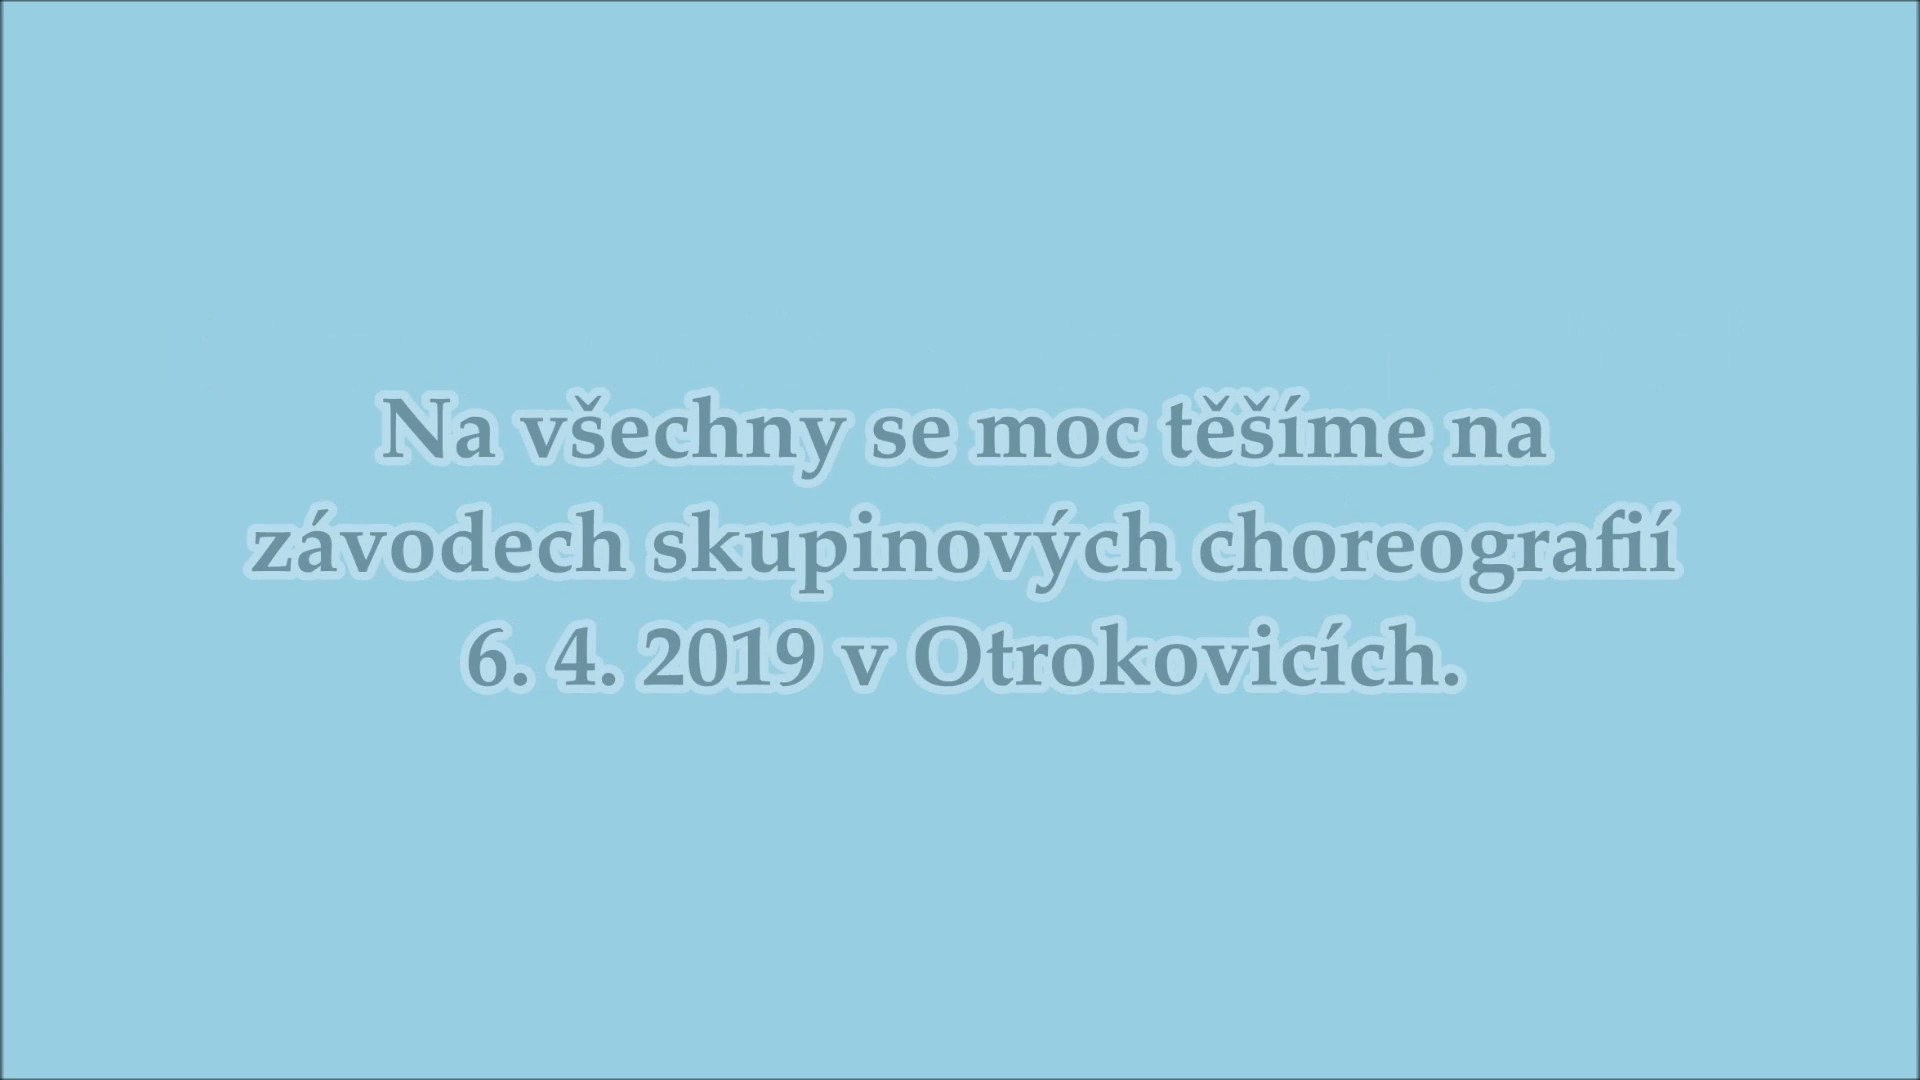 Na všechny se moc těšíme na
závodech skupinových choreografií
6. 4. 2019 v Otrokovicích.